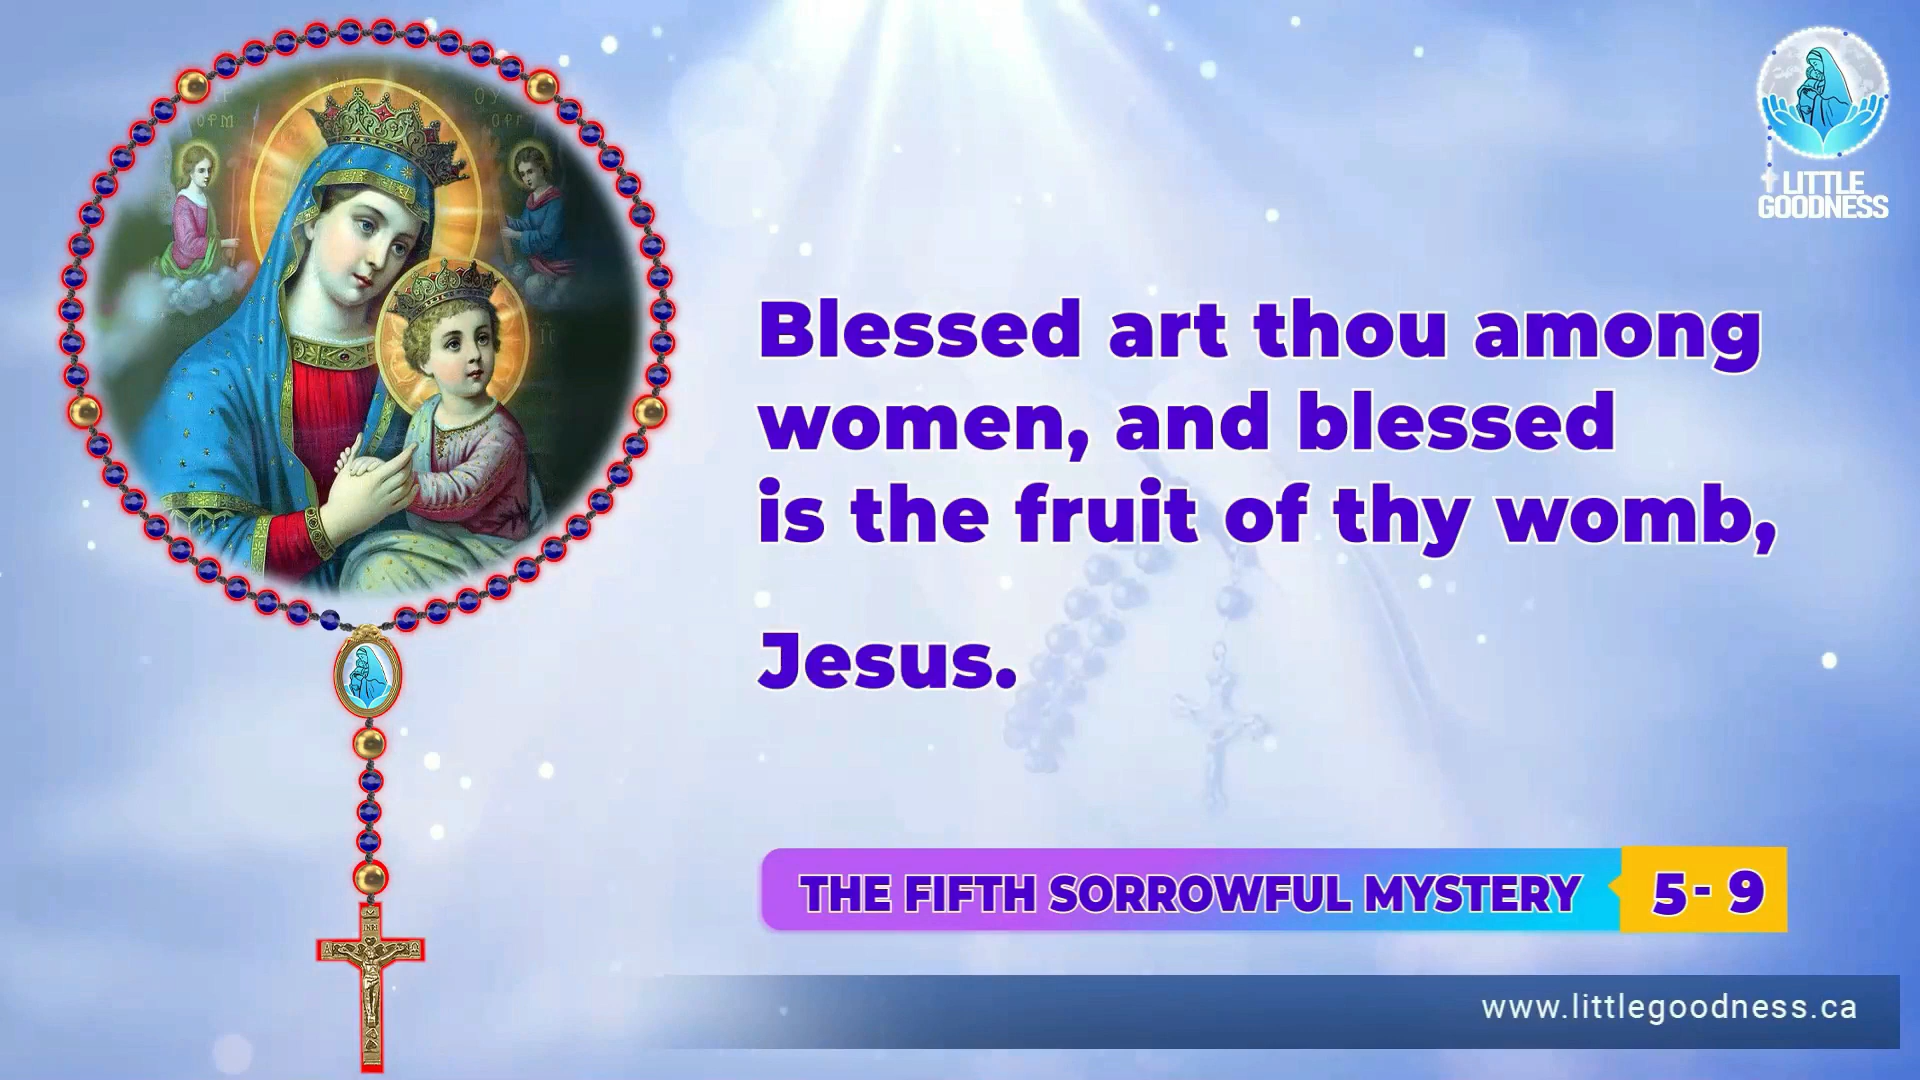 LITTLE
GOODNESS
Blessed art thou among
women, and blessed
is the fruit of thy womb,
Jesus.
THE FIFTH SORROWFUL MYSTERY 5- 9
www.littlegoodness.ca
INRI